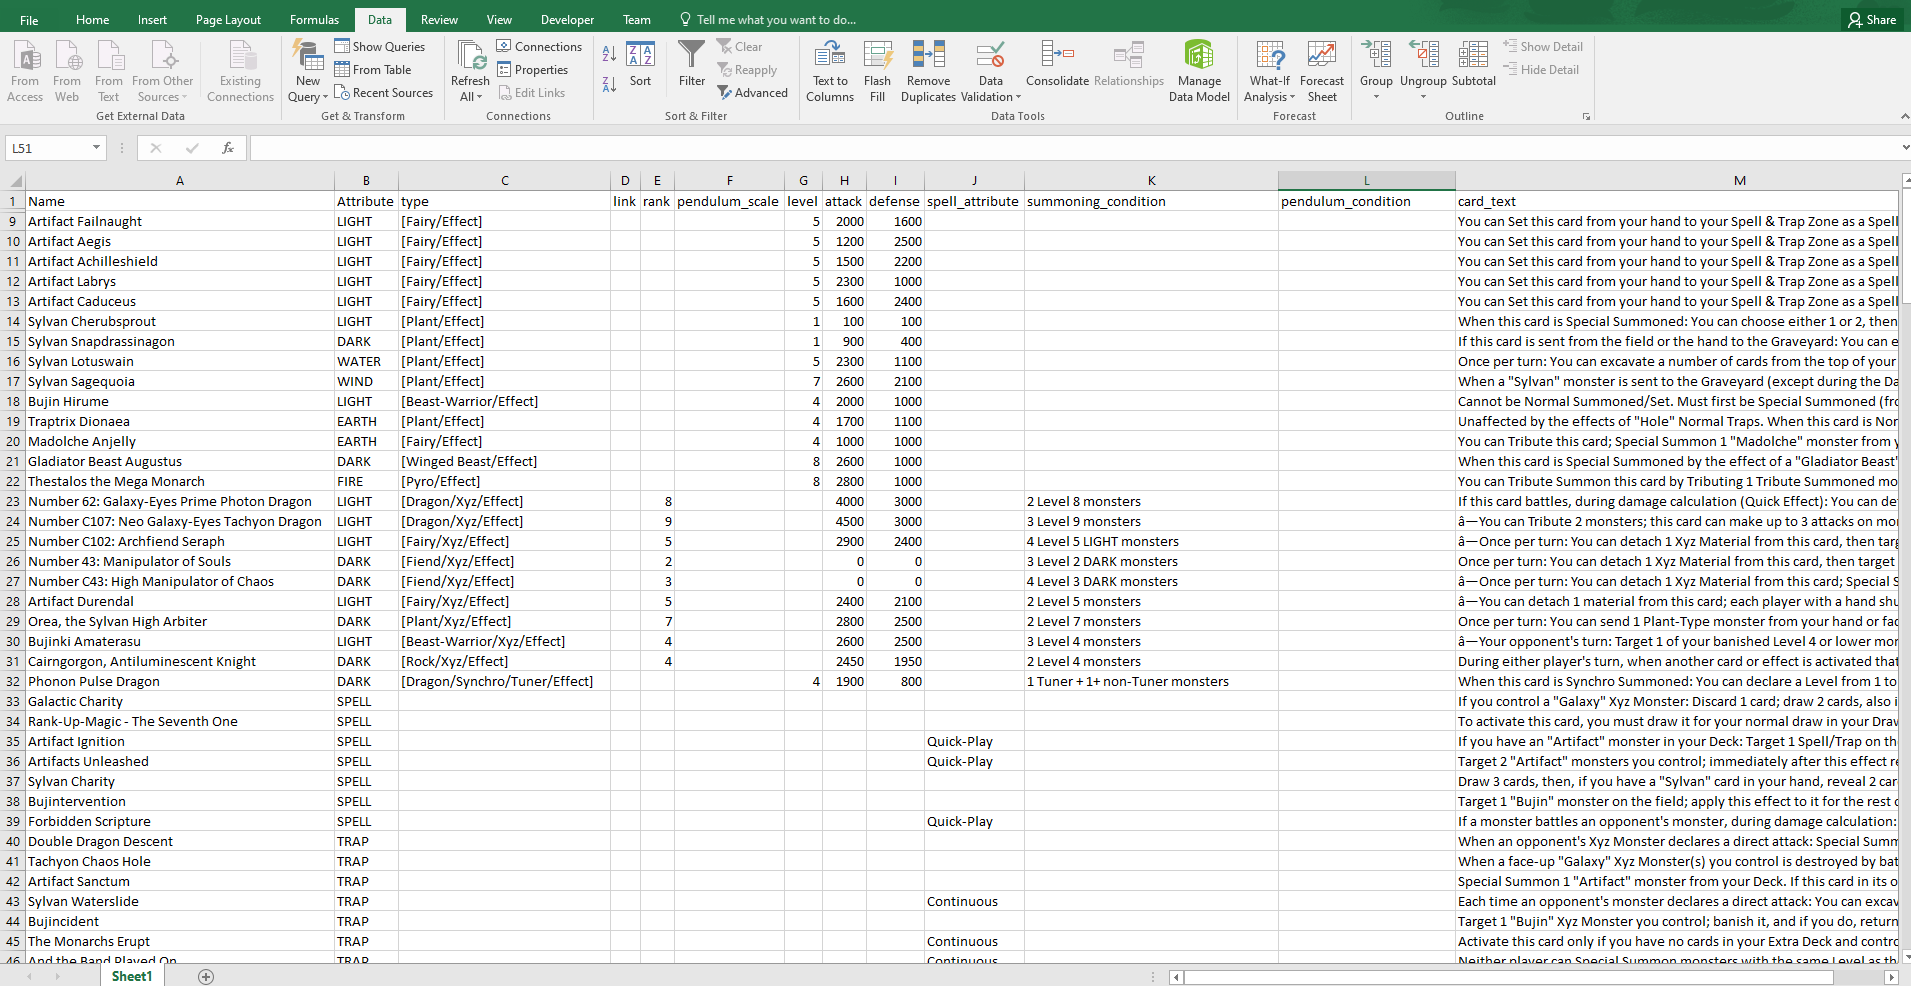 File Home Insert Page Layout Formulas Data Review View Developer Team Tell me what you want to do... Share
From Access From Web From Text From Other Sources Existing Connections
Get External Data
New Query Show Queries From Table Recent Sources
Get & Transform
Refresh All Connections Properties Edit Links
Connections
Sort Filter Clear Reapply Advanced
Sort & Filter
Text to Columns Flash Fill Remove Duplicates Data Validation Consolidate Relationships Manage Data Model
Data Tools
What-If Analysis Forecast Sheet
Forecast
Group Ungroup Subtotal Show Detail Hide Detail
Outline
L51 fx
A B C D E F G H I J K L M
1 Name Attribute type link rank pendulum_scale level attack defense spell_attribute summoning_condition pendulum_condition card_text
9 Artifact Failnaught LIGHT [Fairy/Effect] 5 2000 1600 You can Set this card from your hand to your Spell & Trap Zone as a Spell
10 Artifact Aegis LIGHT [Fairy/Effect] 5 1200 2500 You can Set this card from your hand to your Spell & Trap Zone as a Spell
11 Artifact Achilleshield LIGHT [Fairy/Effect] 5 1500 2200 You can Set this card from your hand to your Spell & Trap Zone as a Spell
12 Artifact Labrys LIGHT [Fairy/Effect] 5 2300 1000 You can Set this card from your hand to your Spell & Trap Zone as a Spell
13 Artifact Caduceus LIGHT [Fairy/Effect] 5 1600 2400 You can Set this card from your hand to your Spell & Trap Zone as a Spell
14 Sylvan Cherubsprout LIGHT [Plant/Effect] 1 100 100 When this card is Special Summoned: You can choose either 1 or 2, then
15 Sylvan Snapdrassinagon DARK [Plant/Effect] 1 900 400 If this card is sent from the field or the hand to the Graveyard: You can e
16 Sylvan Lotuswain WATER [Plant/Effect] 5 2300 1100 Once per turn: You can excavate a number of cards from the top of your
17 Sylvan Sagequoia WIND [Plant/Effect] 7 2600 2100 When a "Sylvan" monster is sent to the Graveyard (except during the Da
18 Bujin Hirume LIGHT [Beast-Warrior/Effect] 4 2000 1000 Cannot be Normal Summoned/Set. Must first be Special Summoned (fro
19 Traptrix Dionaea EARTH [Plant/Effect] 4 1700 1100 Unaffected by the effects of "Hole" Normal Traps. When this card is Nor
20 Madolche Anjelly EARTH [Fairy/Effect] 4 1000 1000 You can Tribute this card; Special Summon 1 "Madolche" monster from y
21 Gladiator Beast Augustus DARK [Winged Beast/Effect] 8 2600 1000 When this card is Special Summoned by the effect of a "Gladiator Beast"
22 Thestalos the Mega Monarch FIRE [Pyro/Effect] 8 2800 1000 You can Tribute Summon this card by Tributing 1 Tribute Summoned mo
23 Number 62: Galaxy-Eyes Prime Photon Dragon LIGHT [Dragon/Xyz/Effect] 8 4000 3000 2 Level 8 monsters If this card battles, during damage calculation (Quick Effect): You can de
24 Number C107: Neo Galaxy-Eyes Tachyon Dragon LIGHT [Dragon/Xyz/Effect] 9 4500 3000 3 Level 9 monsters â—You can Tribute 2 monsters; this card can make up to 3 attacks on mo
25 Number C102: Archfiend Seraph LIGHT [Fairy/Xyz/Effect] 5 2900 2400 4 Level 5 LIGHT monsters â—Once per turn: You can detach 1 Xyz Material from this card, then targ
26 Number 43: Manipulator of Souls DARK [Fiend/Xyz/Effect] 2 0 0 3 Level 2 DARK monsters Once per turn: You can detach 1 Xyz Material from this card, then target
27 Number C43: High Manipulator of Chaos DARK [Fiend/Xyz/Effect] 3 0 0 4 Level 3 DARK monsters â—Once per turn: You can detach 1 Xyz Material from this card; Special S
28 Artifact Durendal LIGHT [Fairy/Xyz/Effect] 5 2400 2100 2 Level 5 monsters â—You can detach 1 material from this card; each player with a hand shu
29 Orea, the Sylvan High Arbiter DARK [Plant/Xyz/Effect] 7 2800 2500 2 Level 7 monsters Once per turn: You can send 1 Plant-Type monster from your hand or fac
30 Bujinki Amaterasu LIGHT [Beast-Warrior/Xyz/Effect] 4 2600 2500 3 Level 4 monsters â—Your opponent's turn: Target 1 of your banished Level 4 or lower mon
31 Cairngorgon, Antiluminescent Knight DARK [Rock/Xyz/Effect] 4 2450 1950 2 Level 4 monsters During either player's turn, when another card or effect is activated that
32 Phonon Pulse Dragon DARK [Dragon/Synchro/Tuner/Effect] 4 1900 800 1 Tuner + 1+ non-Tuner monsters When this card is Synchro Summoned: You can declare a Level from 1 to
33 Galactic Charity SPELL If you control a "Galaxy" Xyz Monster: Discard 1 card; draw 2 cards, also i
34 Rank-Up-Magic - The Seventh One SPELL To activate this card, you must draw it for your normal draw in your Draw
35 Artifact Ignition SPELL Quick-Play If you have an "Artifact" monster in your Deck: Target 1 Spell/Trap on th
36 Artifacts Unleashed SPELL Quick-Play Target 2 "Artifact" monsters you control; immediately after this effect re
37 Sylvan Charity SPELL Draw 3 cards, then, if you have a "Sylvan" card in your hand, reveal 2 car
38 Bujintervention SPELL Target 1 "Bujin" monster on the field; apply this effect to it for the rest o
39 Forbidden Scripture SPELL Quick-Play If a monster battles an opponent's monster, during damage calculation:
40 Double Dragon Descent TRAP When an opponent's Xyz Monster declares a direct attack: Special Summ
41 Tachyon Chaos Hole TRAP When a face-up "Galaxy" Xyz Monster(s) you control is destroyed by bat
42 Artifact Sanctum TRAP Special Summon 1 "Artifact" monster from your Deck. If this card in its o
43 Sylvan Waterslide TRAP Continuous Each time an opponent's monster declares a direct attack: You can excav
44 Bujincident TRAP Target 1 "Bujin" Xyz Monster you control; banish it, and if you do, return
45 The Monarchs Erupt TRAP Continuous Activate this card only if you have no cards in your Extra Deck and contro
46 And the Band Played On TRAP Continuous Neither player can Special Summon monsters with the same Level as th
Sheet1